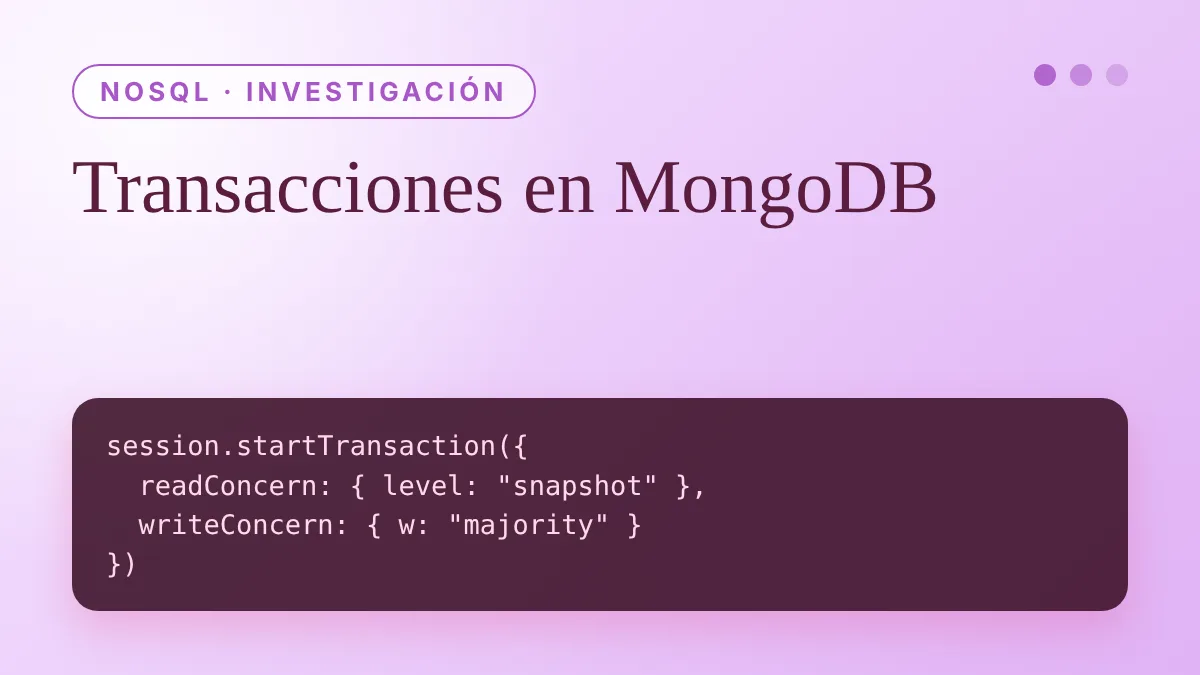 NOSQL · INVESTIGACIÓN
Transacciones en MongoDB
session.startTransaction({
  readConcern: { level: "snapshot" },
  writeConcern: { w: "majority" }
})